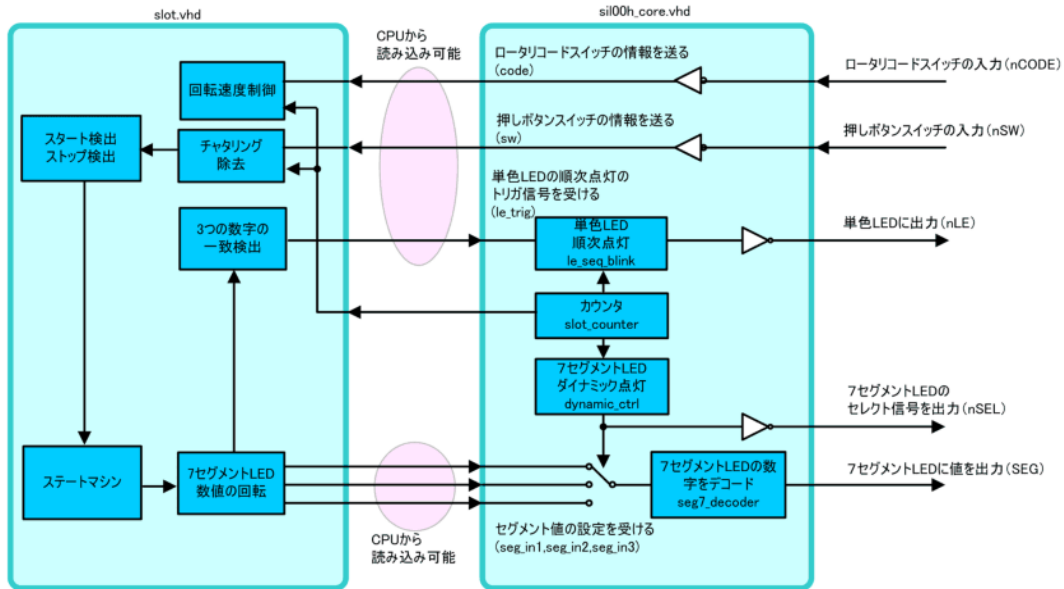 slot.vhd
sil00h_core.vhd
CPUから
読み込み可能
ロータリコードスイッチの情報を送る
(code)
ロータリコードスイッチの入力(nCODE)
回転速度制御
押しボタンスイッチの情報を送る
(sw)
押しボタンスイッチの入力(nSW)
スタート検出
ストップ検出
チャタリング
除去
単色LEDの順次点灯の
トリガ信号を受ける
(le_trig)
3つの数字の
一致検出
単色LED
順次点灯
le_seq_blink
単色LEDに出力(nLE)
カウンタ
slot_counter
7セグメントLED
ダイナミック点灯
dynamic_ctrl
7セグメントLEDの
セレクト信号を出力(nSEL)
ステートマシン
7セグメントLED
数値の回転
7セグメントLEDの数
字をデコード
seg7_decoder
7セグメントLEDに値を出力(SEG)
CPUから
読み込み可能
セグメント値の設定を受ける
(seg_in1,seg_in2,seg_in3)